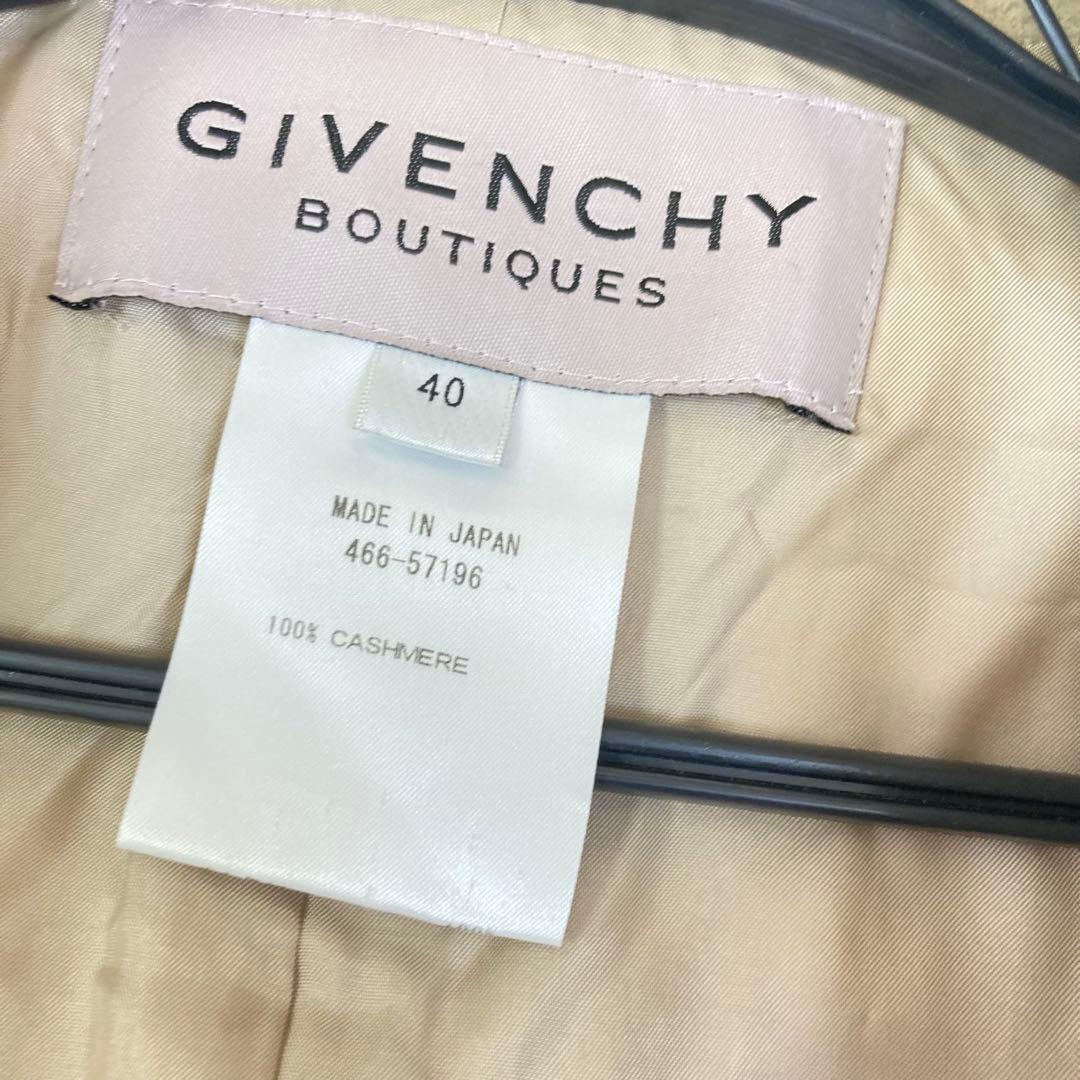 GIVENCHY
BOUTIQUES
40
MADE IN JAPAN
466-57196
100% CASHMERE